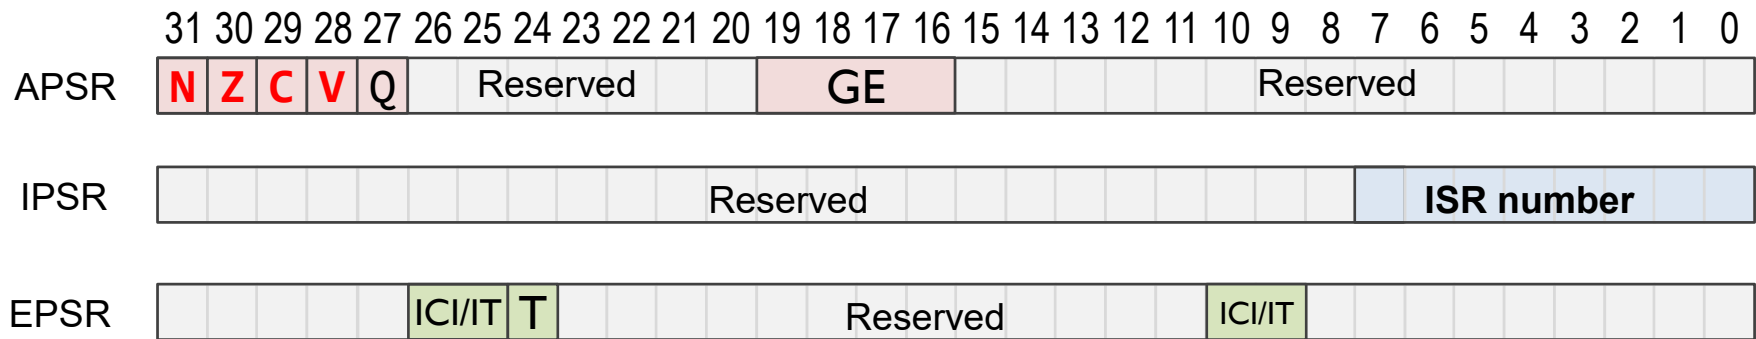 31 30 29 28 27 26 25 24 23 22 21 20 19 18 17 16 15 14 13 12 11 10 9 8 7 6 5 4 3 2 1 0
APSR N Z C V Q Reserved GE Reserved
IPSR Reserved ISR number
EPSR ICI/IT T Reserved ICI/IT